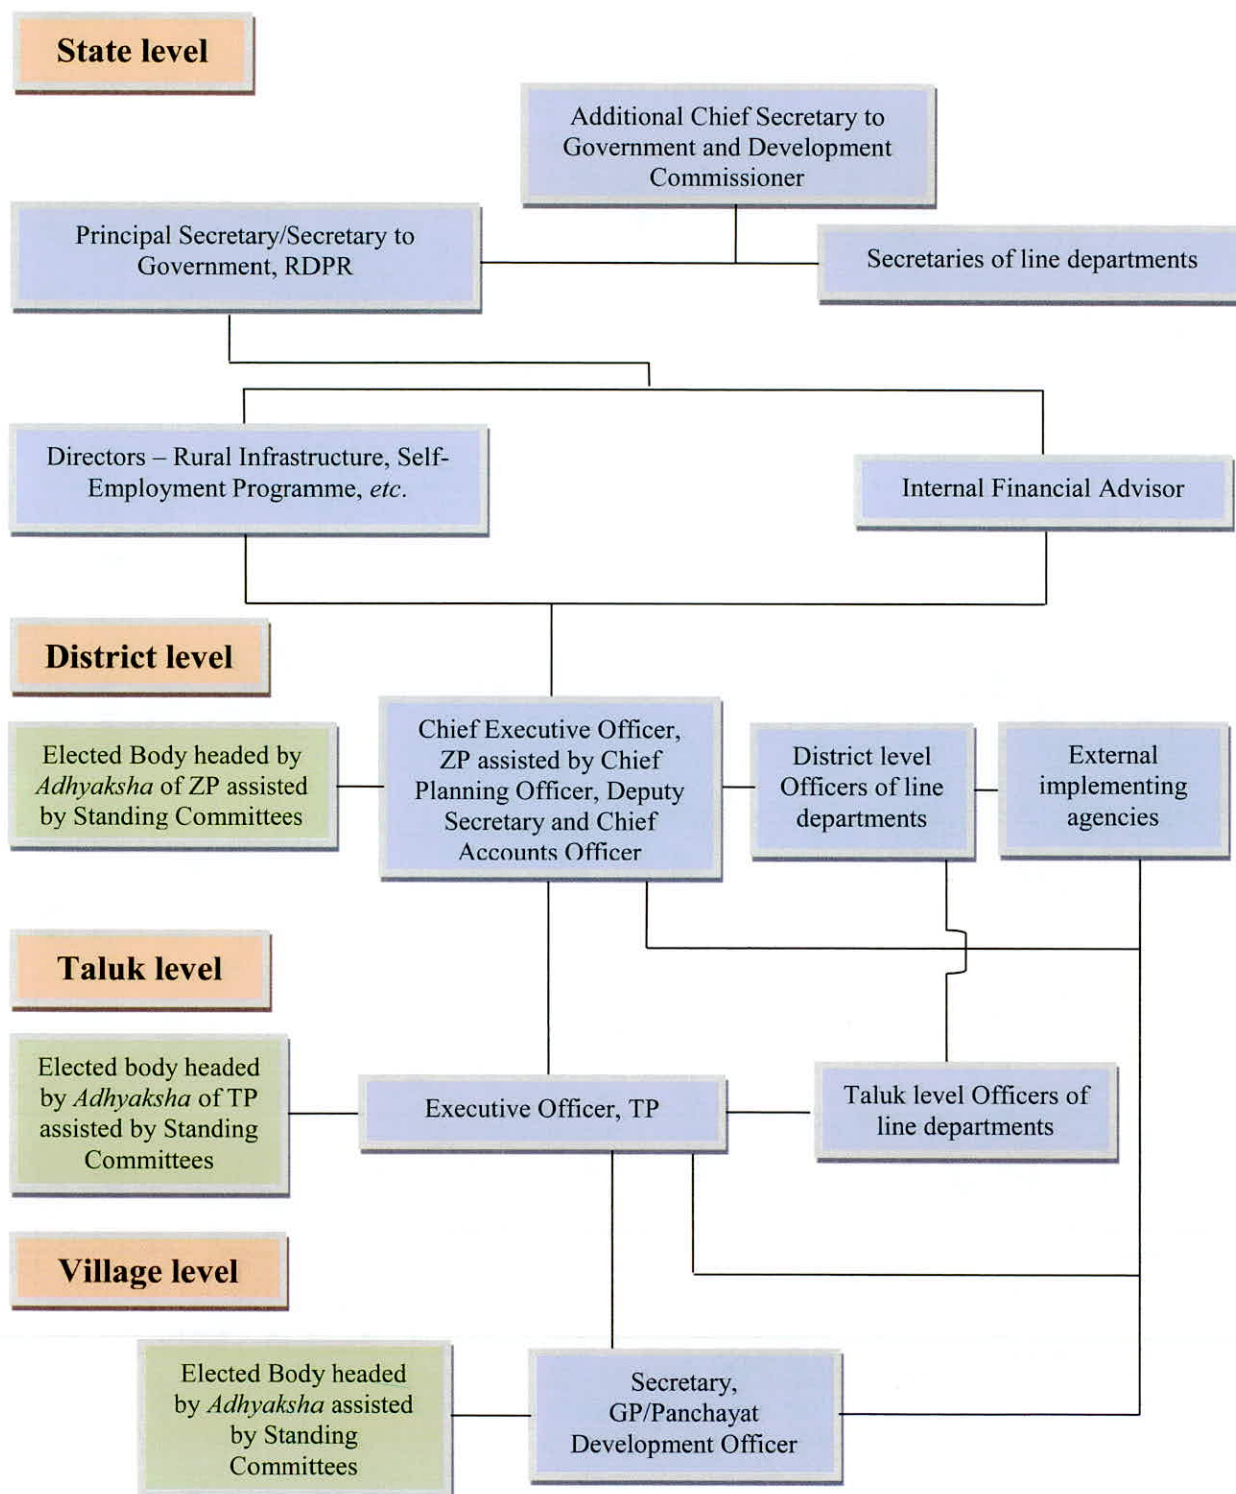 State level
Additional Chief Secretary to
Government and Development
Commissioner
Principal Secretary/Secretary to
Government, RDPR
Secretaries of line departments
Directors – Rural Infrastructure, Self-
Employment Programme, etc.
Internal Financial Advisor
District level
Elected Body headed by
Adhyaksha of ZP assisted
by Standing Committees
Chief Executive Officer,
ZP assisted by Chief
Planning Officer, Deputy
Secretary and Chief
Accounts Officer
District level
Officers of line
departments
External
implementing
agencies
Taluk level
Elected body headed
by Adhyaksha of TP
assisted by Standing
Committees
Executive Officer, TP
Taluk level Officers of
line departments
Village level
Elected Body headed
by Adhyaksha assisted
by Standing
Committees
Secretary,
GP/Panchayat
Development Officer